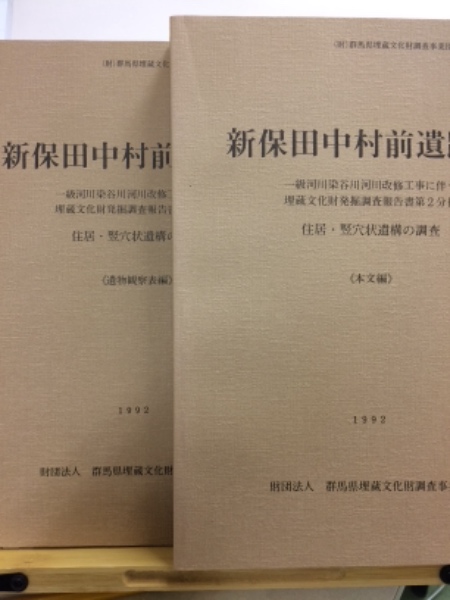 (財)群馬県埋蔵文化
新保田中村前
一級河川染谷川河川改修工
埋蔵文化財発掘調査報告書
住居・竪穴状遺構の
《遺物観察表編》
1992
財団法人 群馬県埋蔵文化財
(財)群馬県埋蔵文化財調査事業団
新保田中村前遺跡
一級河川染谷川河川改修工事に伴
埋蔵文化財発掘調査報告書第2分冊
住居・竪穴状遺構の調査
《本文編》
1992
財団法人 群馬県埋蔵文化財調査事